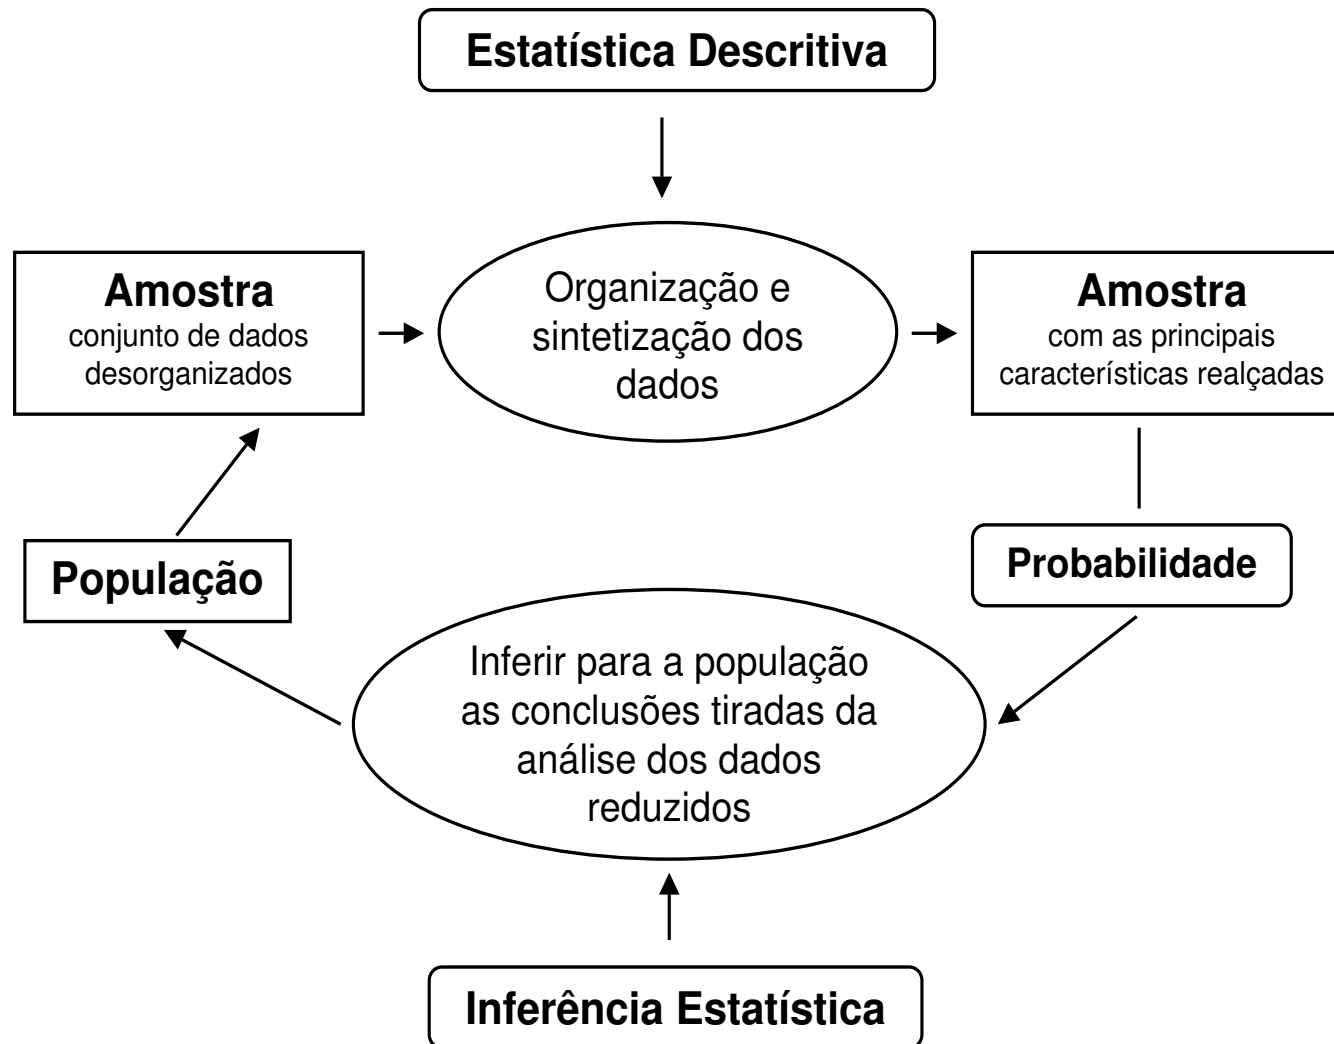 Estatística Descritiva
Amostra
conjunto de dados
desorganizados
Organização e
sintetização dos
dados
Amostra
com as principais
características realçadas
População
Probabilidade
Inferir para a população
as conclusões tiradas da
análise dos dados
reduzidos
Inferência Estatística